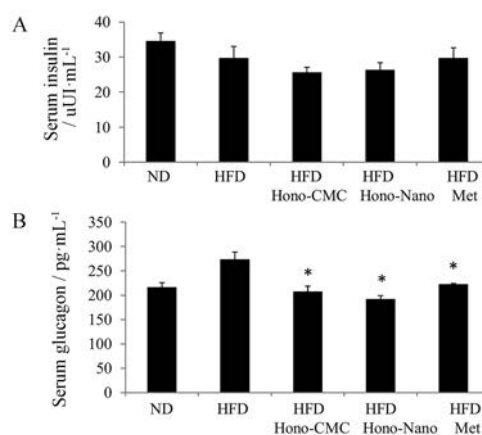 A
Serum insulin
/ uUI·mL⁻¹
40
30
20
10
0
ND HFD HFD HFD HFD
Hono-CMC Hono-Nano Met
B
Serum glucagon / pg·mL⁻¹
350
300
250
200
150
100
50
0
* * *
ND HFD HFD HFD HFD
Hono-CMC Hono-Nano Met